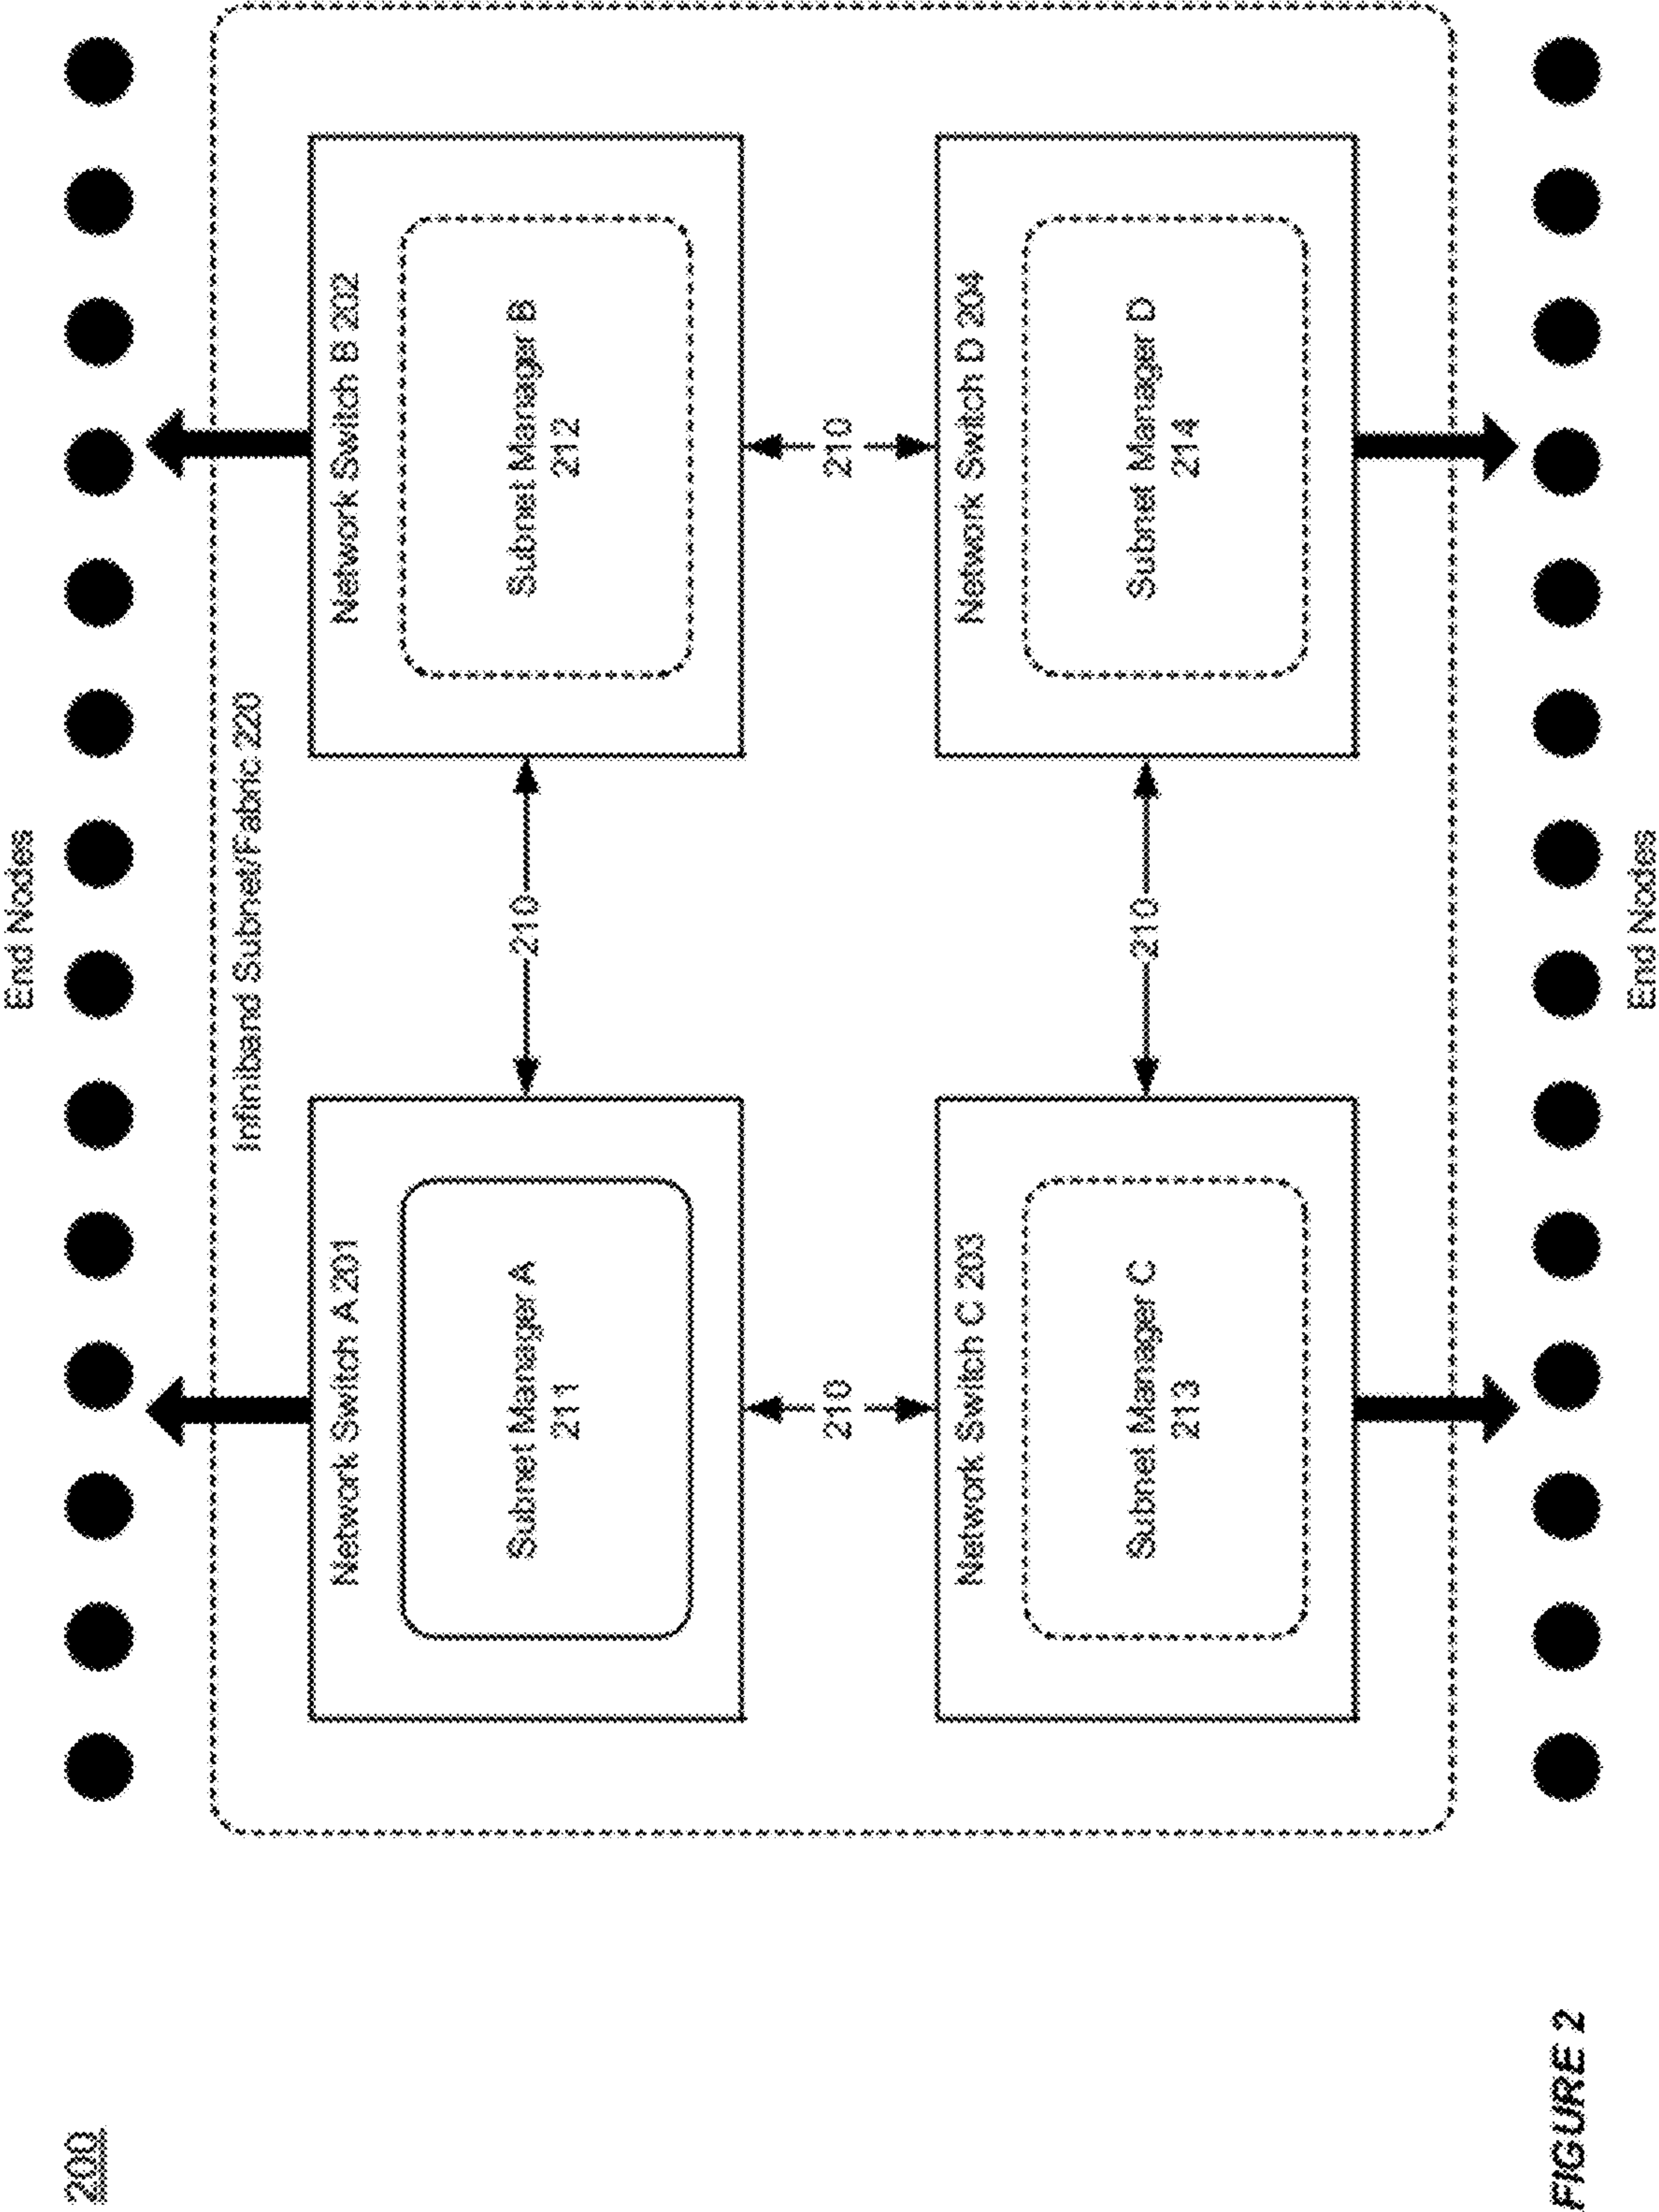 200
End Nodes
Infiniband Subnet/Fabric 220
Network Switch A 201
Subnet Manager A
211
210
Network Switch B 202
Subnet Manager B
212
210
210
Network Switch C 203
Subnet Manager C
213
210
Network Switch D 204
Subnet Manager D
214
End Nodes
FIGURE 2